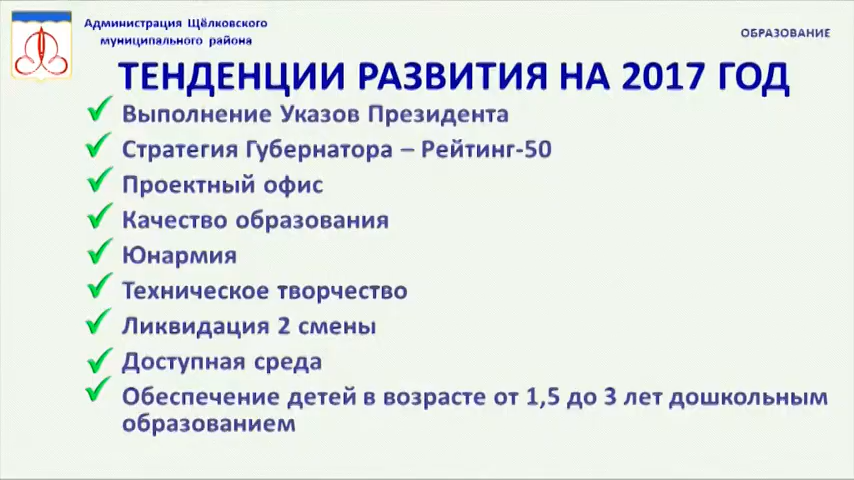 Администрация Щёлковского
муниципального района
ОБРАЗОВАНИЕ
ТЕНДЕНЦИИ РАЗВИТИЯ НА 2017 ГОД
Выполнение Указов Президента
Стратегия Губернатора – Рейтинг-50
Проектный офис
Качество образования
Юнармия
Техническое творчество
Ликвидация 2 смены
Доступная среда
Обеспечение детей в возрасте от 1,5 до 3 лет дошкольным
образованием